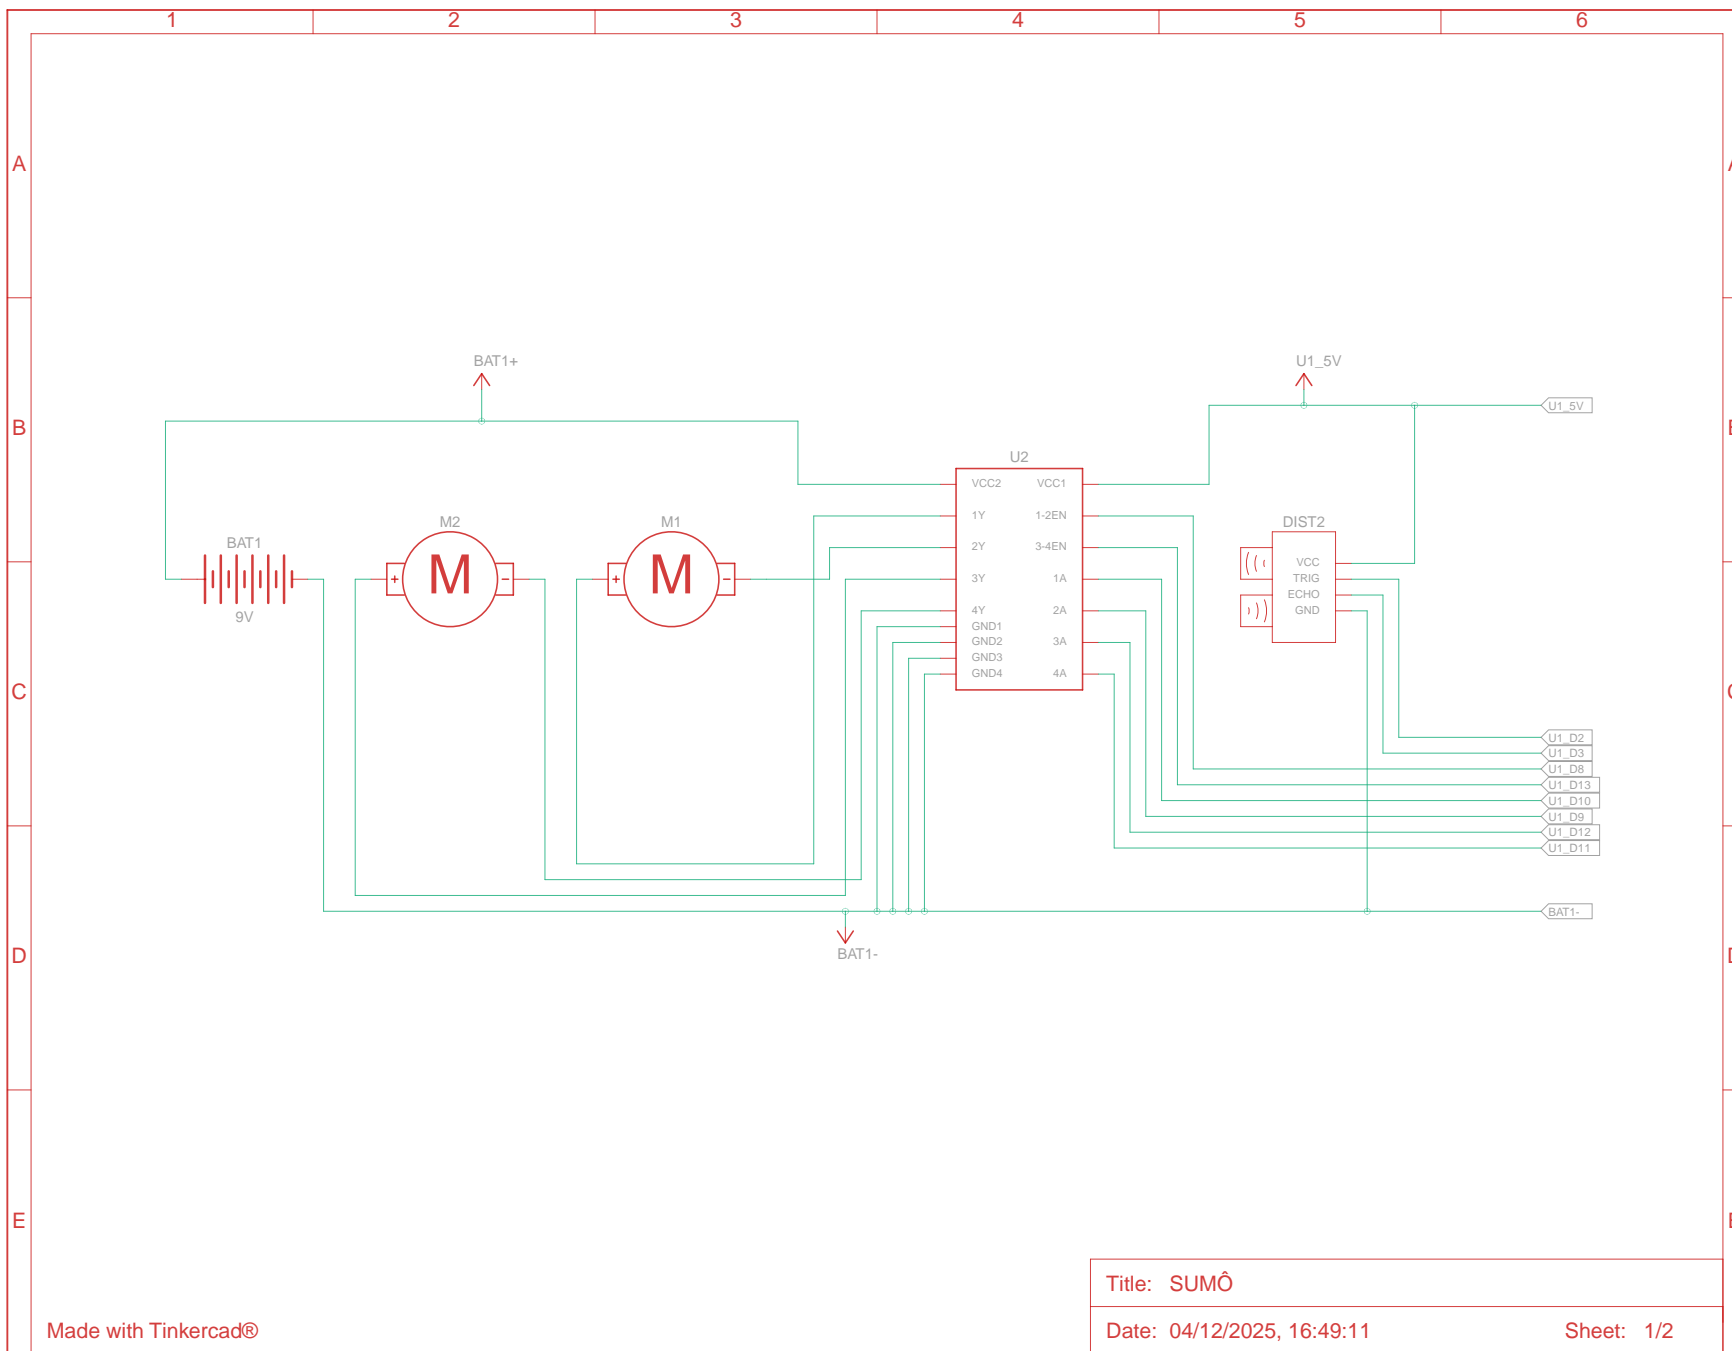 1 2 3 4 5 6
A
BAT1+ U1_5V
U1_5V
B
U2
VCC2 VCC1
1Y 1-2EN
M2 M1 DIST2
BAT1
2Y 3-4EN
M M
VCC
+ - + -
3Y 1A
TRIG
ECHO
9V
4Y 2A
GND
GND1
GND2 3A
GND3
GND4 4A
C
U1_D2
U1_D3
U1_D8
U1_D13
U1_D10
U1_D9
U1_D12
U1_D11
BAT1-
BAT1-
D
E
Title: SUMÔ
Made with Tinkercad®
Date: 04/12/2025, 16:49:11 Sheet: 1/2